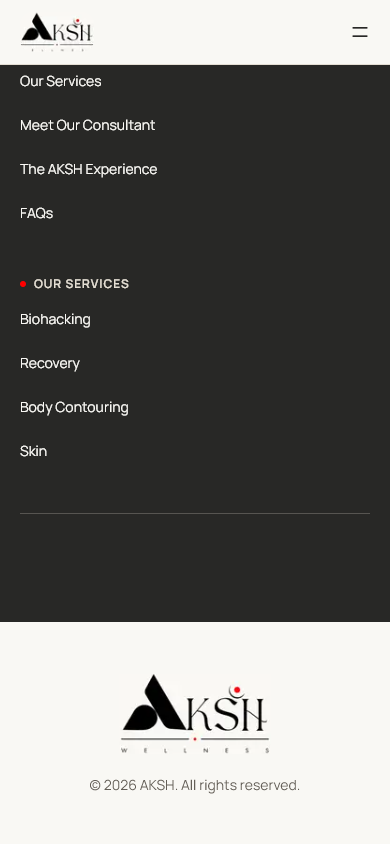 AKSH
WELLNESS
Our Services
Meet Our Consultant
The AKSH Experience
FAQs
OUR SERVICES
Biohacking
Recovery
Body Contouring
Skin
AKSH
WELLNESS
© 2026 AKSH. All rights reserved.